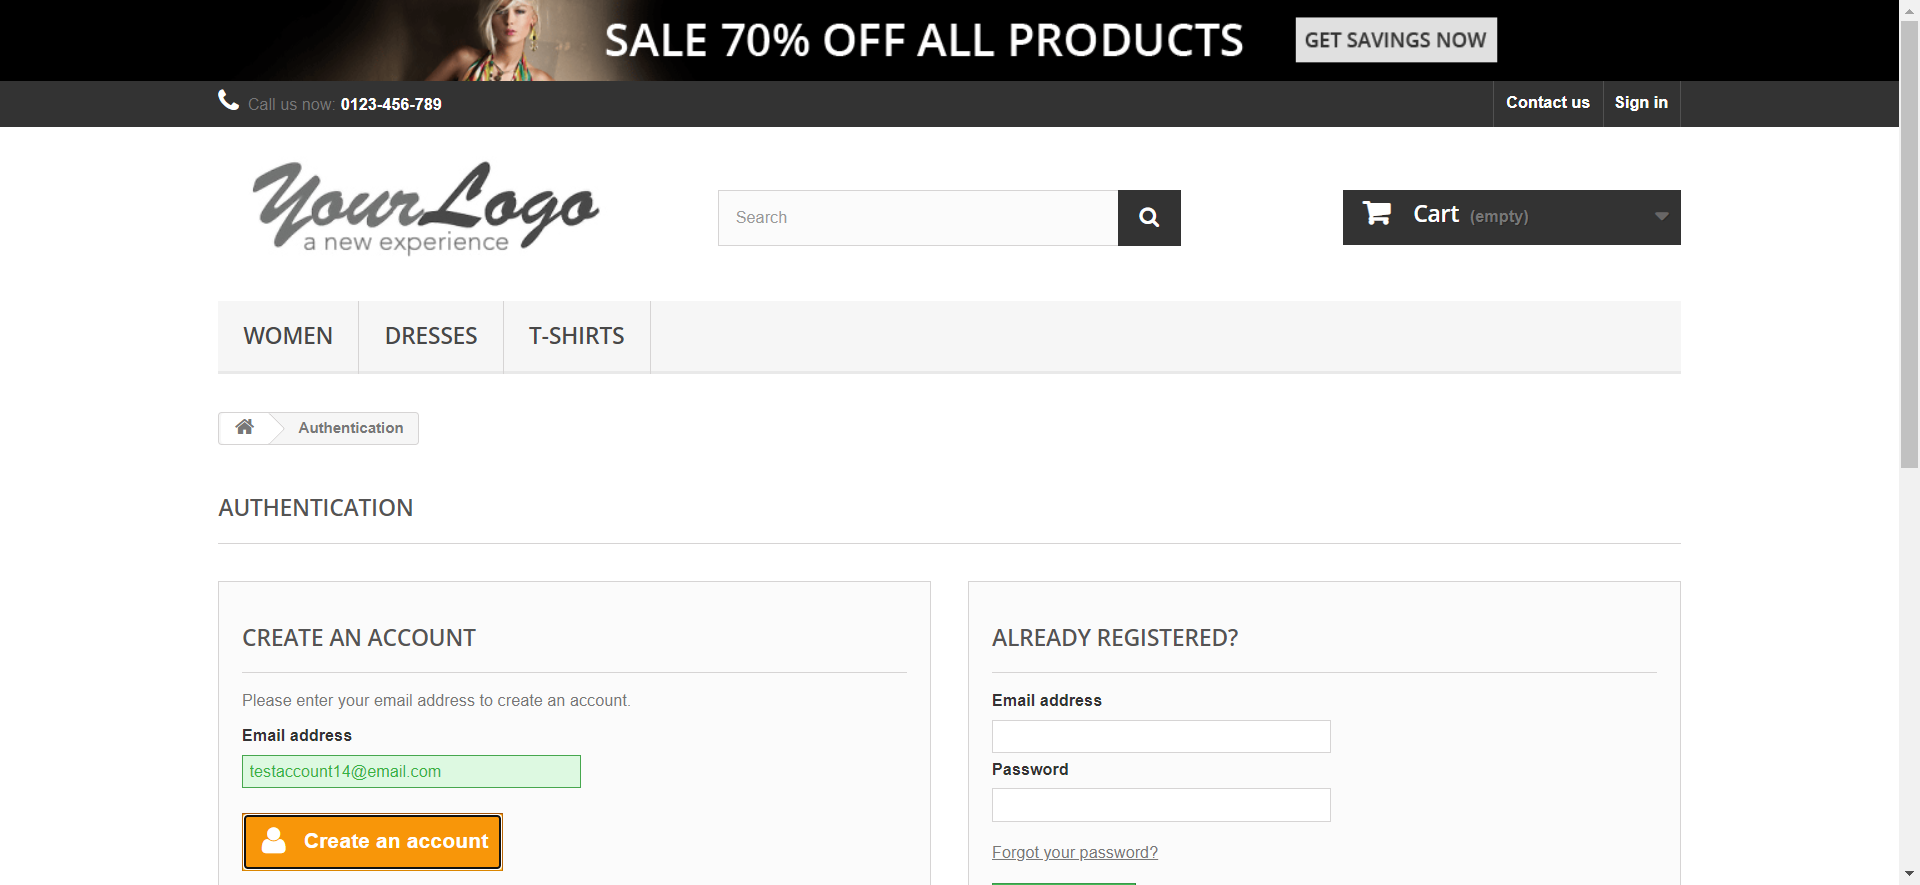 SALE 70% OFF ALL PRODUCTS GET SAVINGS NOW
Call us now: 0123-456-789 Contact us Sign in
Your Logo
a new experience
Search
Cart (empty)
WOMEN DRESSES T-SHIRTS
Authentication
AUTHENTICATION
CREATE AN ACCOUNT
Please enter your email address to create an account.
Email address
testaccount14@email.com
Create an account
ALREADY REGISTERED?
Email address
Password
Forgot your password?